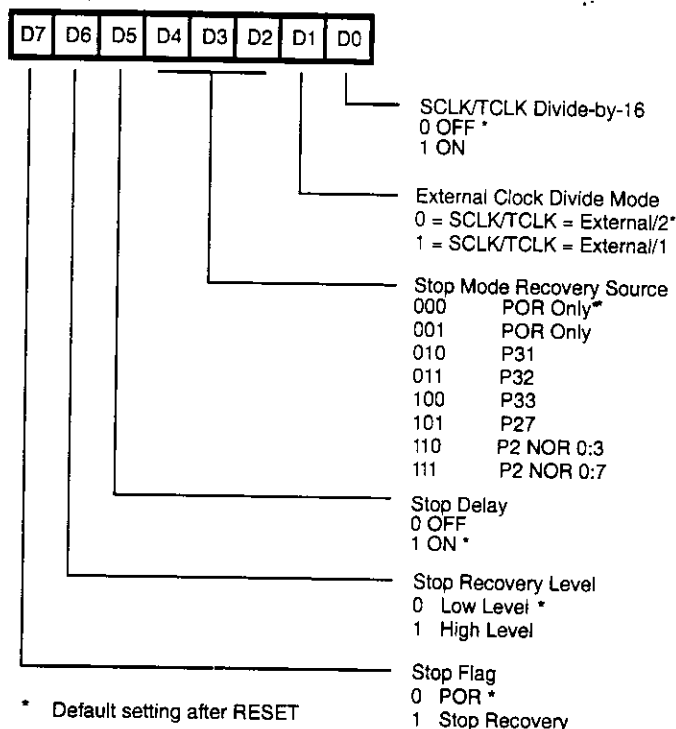 D7 D6 D5 D4 D3 D2 D1 D0
SCLK/TCLK Divide-by-16
0 OFF *
1 ON
External Clock Divide Mode
0 = SCLK/TCLK = External/2*
1 = SCLK/TCLK = External/1
Stop Mode Recovery Source
000 POR Only*
001 POR Only
010 P31
011 P32
100 P33
101 P27
110 P2 NOR 0:3
111 P2 NOR 0:7
Stop Delay
0 OFF
1 ON *
Stop Recovery Level
0 Low Level *
1 High Level
Stop Flag
0 POR *
1 Stop Recovery
* Default setting after RESET